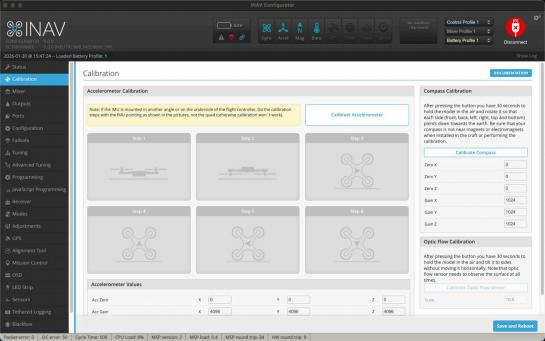 INAV Configurator
INAV
CONFIGURATOR 9.0.0
Gyro Accel Mag Baro
Control Profile 1
Mixer Profile 1
Battery Profile 1
Disconnect
2026-01-30 @ 15:47:24 -- Loaded Battery Profile: 1
Show Log
Status
Calibration
Mixer
Outputs
Ports
Configuration
Failsafe
Tuning
Advanced Tuning
Programming
JavaScript Programming
Receiver
Modes
Adjustments
GPS
Alignment Tool
Mission Control
OSD
LED Strip
Sensors
Tethered Logging
Blackbox
Calibration
DOCUMENTATION
Accelerometer Calibration
Note: If the IMU is mounted in another angle or on the underside of the flight controller. Do the calibration
steps with the IMU pointing as shown in the pictures, not the quad (otherwise calibration won't work).
Calibrate Accelerometer
Step 1
Step 2
Step 3
Step 4
Step 5
Step 6
Accelerometer Values
Acc Zero X 0 Y 0 Z 0
Acc Gain X 4096 Y 4096 Z 4096
Compass Calibration
After pressing the button you have 30 seconds to
hold the model in the air and rotate it so that
each side (front, back, left, right, top and bottom)
points down towards the earth. Be sure that your
compass is not near magnets or electromagnets
when installed in the craft or performing the
calibration.
Calibrate Compass
Zero X 0
Zero Y 0
Zero Z 0
Gain X 1024
Gain Y 1024
Gain Z 1024
Optic Flow Calibration
After pressing the button you have 30 seconds to
hold the model in the air and tilt it to sides
without moving it horizontally. Note that optic
flow sensor needs to observe the surface at all
times.
Calibrate Optic Flow sensor
Scale 10.0
Save and Reboot
Packet error: 0 I2C error: 50 Cycle Time: 509 CPU Load: 8% MSP version: 2 MSP load: 0.4 MSP round trip: 34 HW round trip: 9